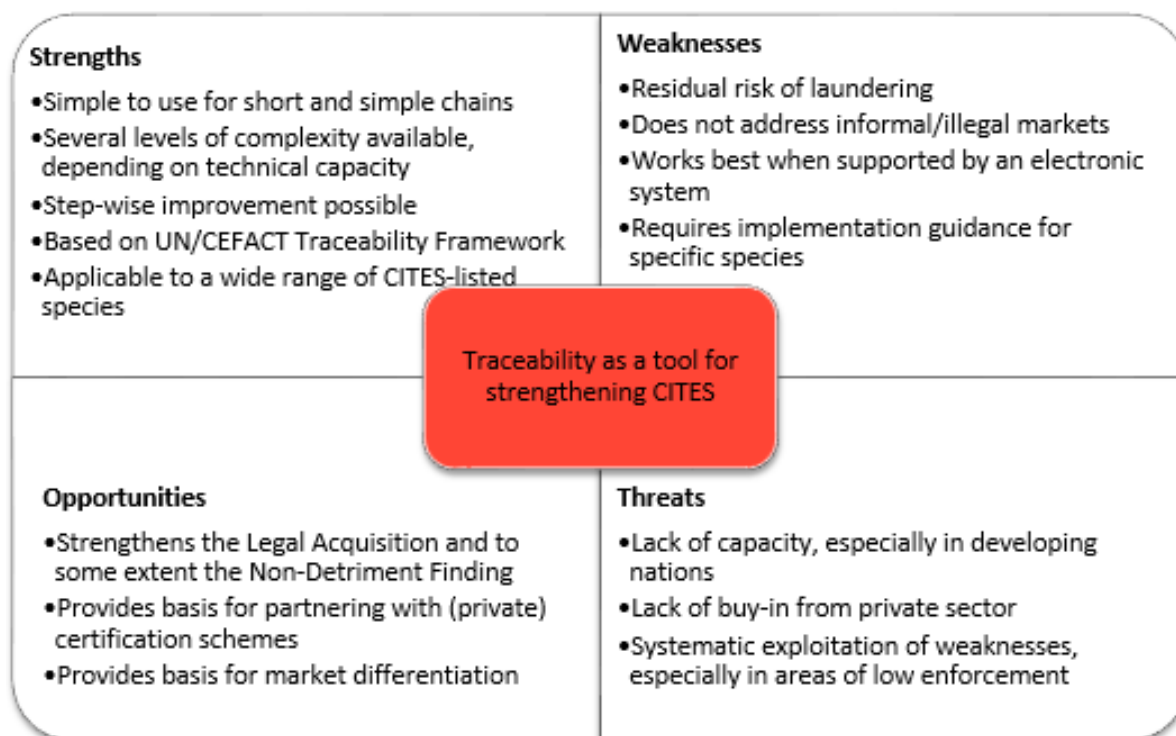 Strengths
•Simple to use for short and simple chains
•Several levels of complexity available,
depending on technical capacity
•Step-wise improvement possible
•Based on UN/CEFACT Traceability Framework
•Applicable to a wide range of CITES-listed
species
Weaknesses
•Residual risk of laundering
•Does not address informal/illegal markets
•Works best when supported by an electronic
system
•Requires implementation guidance for
specific species
Traceability as a tool for
strengthening CITES
Opportunities
•Strengthens the Legal Acquisition and to
some extent the Non-Detriment Finding
•Provides basis for partnering with (private)
certification schemes
•Provides basis for market differentiation
Threats
•Lack of capacity, especially in developing
nations
•Lack of buy-in from private sector
•Systematic exploitation of weaknesses,
especially in areas of low enforcement